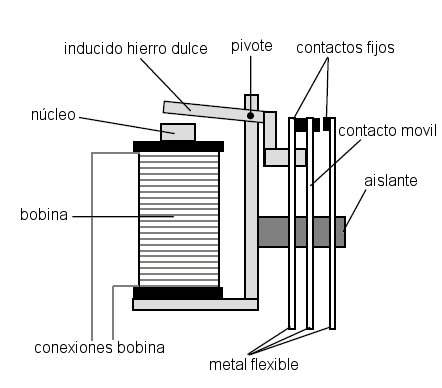 inducido hierro dulce
pivote
contactos fijos
núcleo
contacto movil
aislante
bobina
conexiones bobina
metal flexible